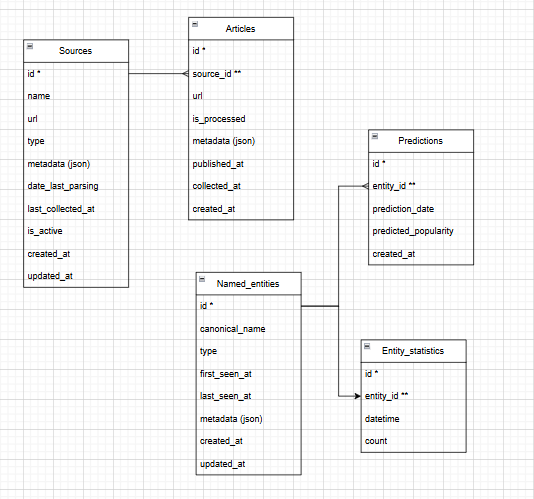 Sources
id *
name
url
type
metadata (json)
date_last_parsing
last_collected_at
is_active
created_at
updated_at
Articles
id *
source_id **
url
is_processed
metadata (json)
published_at
collected_at
created_at
Predictions
id *
entity_id **
prediction_date
predicted_popularity
created_at
Named_entities
id *
canonical_name
type
first_seen_at
last_seen_at
metadata (json)
created_at
updated_at
Entity_statistics
id *
entity_id **
datetime
count